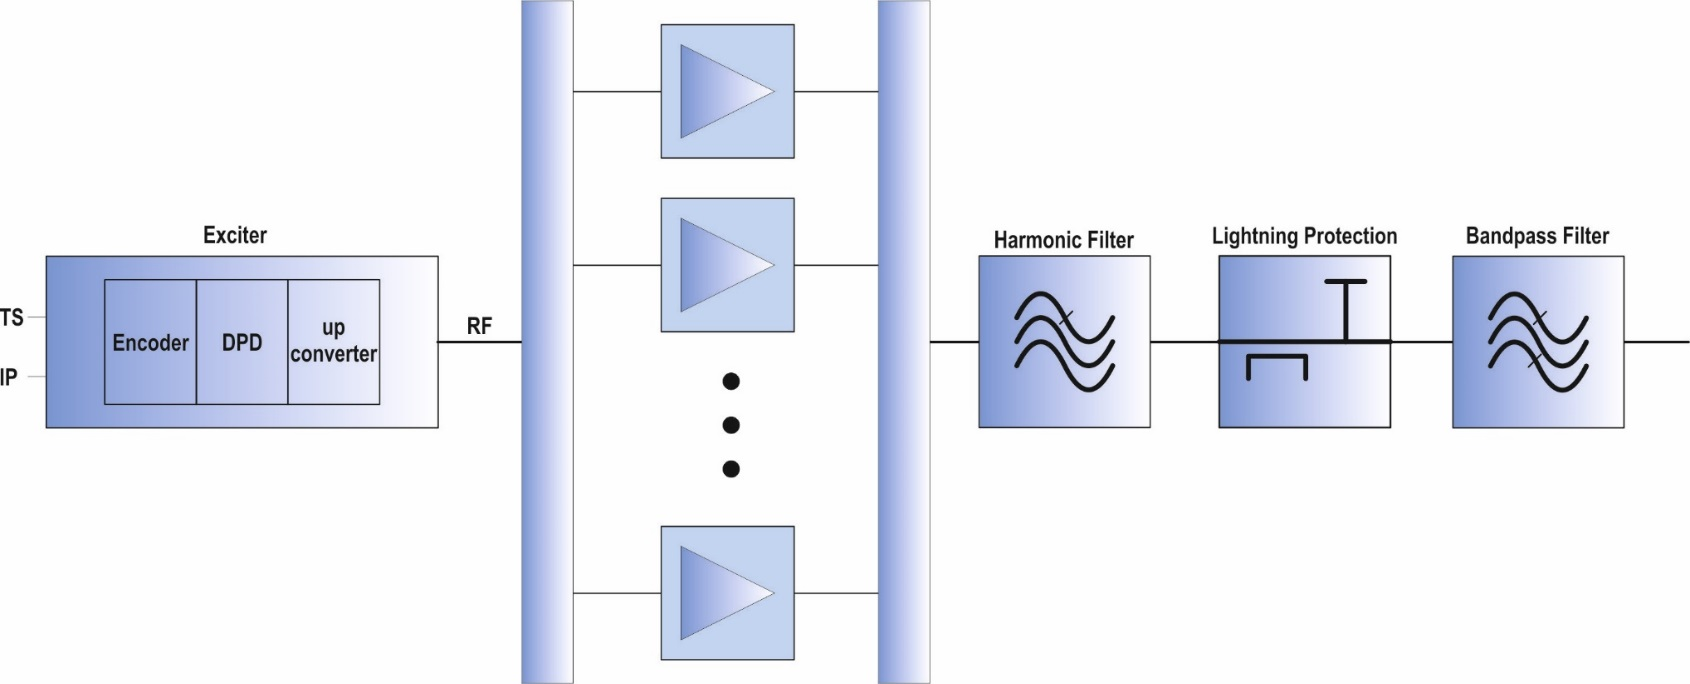 Exciter
TS
IP
Encoder
DPD
up
converter
RF
Harmonic Filter
Lightning Protection
Bandpass Filter